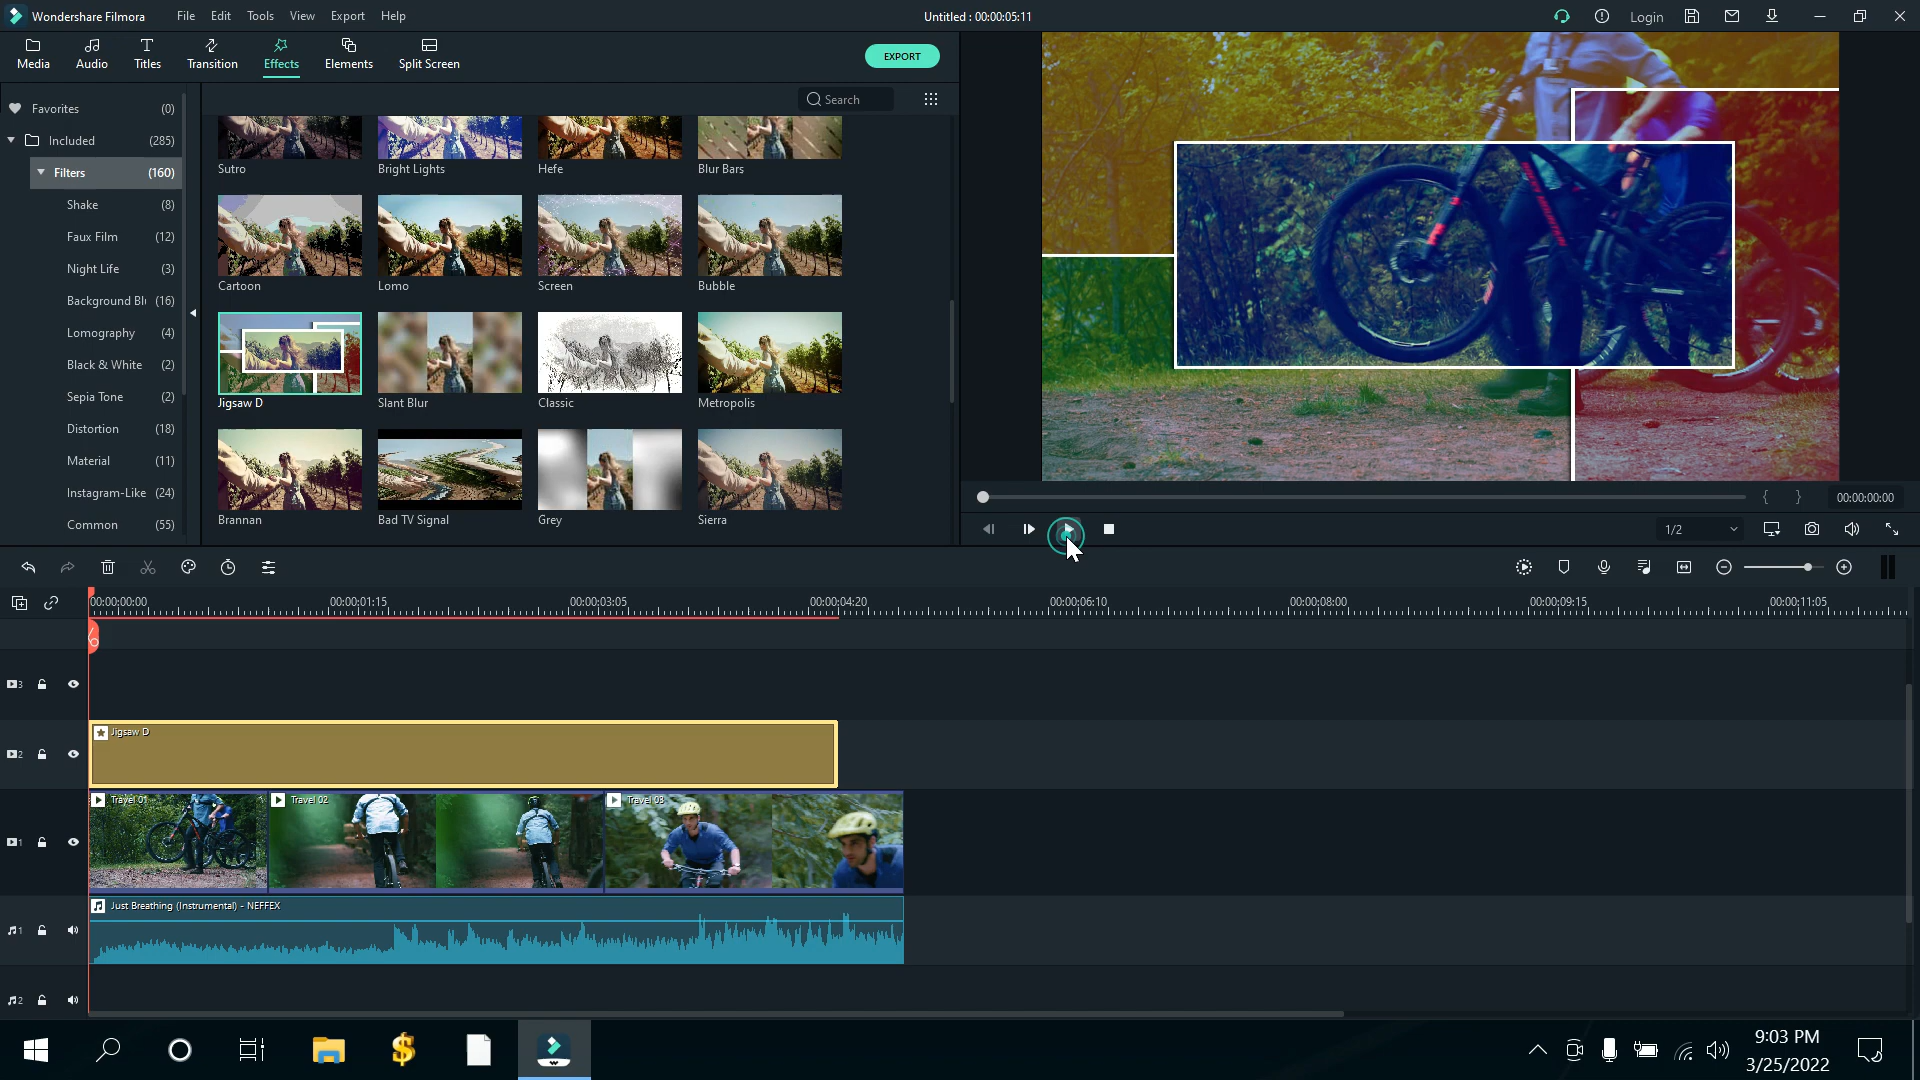 Wondershare Filmora File Edit Tools View Export Help Untitled : 00:00:05:11 Login
Media Audio Titles Transition Effects Elements Split Screen EXPORT
Favorites (0)
Included (285)
Filters (160)
Shake (8)
Faux Film (12)
Night Life (3)
Background Bl (16)
Lomography (4)
Black & White (2)
Sepia Tone (2)
Distortion (18)
Material (11)
Instagram-Like (24)
Common (55)
Search
Sutro Bright Lights Hefe Blur Bars
Cartoon Lomo Screen Bubble
Jigsaw D Slant Blur Classic Metropolis
Brannan Bad TV Signal Grey Sierra
{ } 00:00:00:00
1/2
00:00:00:00 00:00:01:15 00:00:03:05 00:00:04:20 00:00:06:10 00:00:08:00 00:00:09:15 00:00:11:05
3
2 Jigsaw D
Travel 01 Travel 02 Travel 03
1
Just Breathing (Instrumental) - NEFFEX
1
2
9:03 PM
3/25/2022